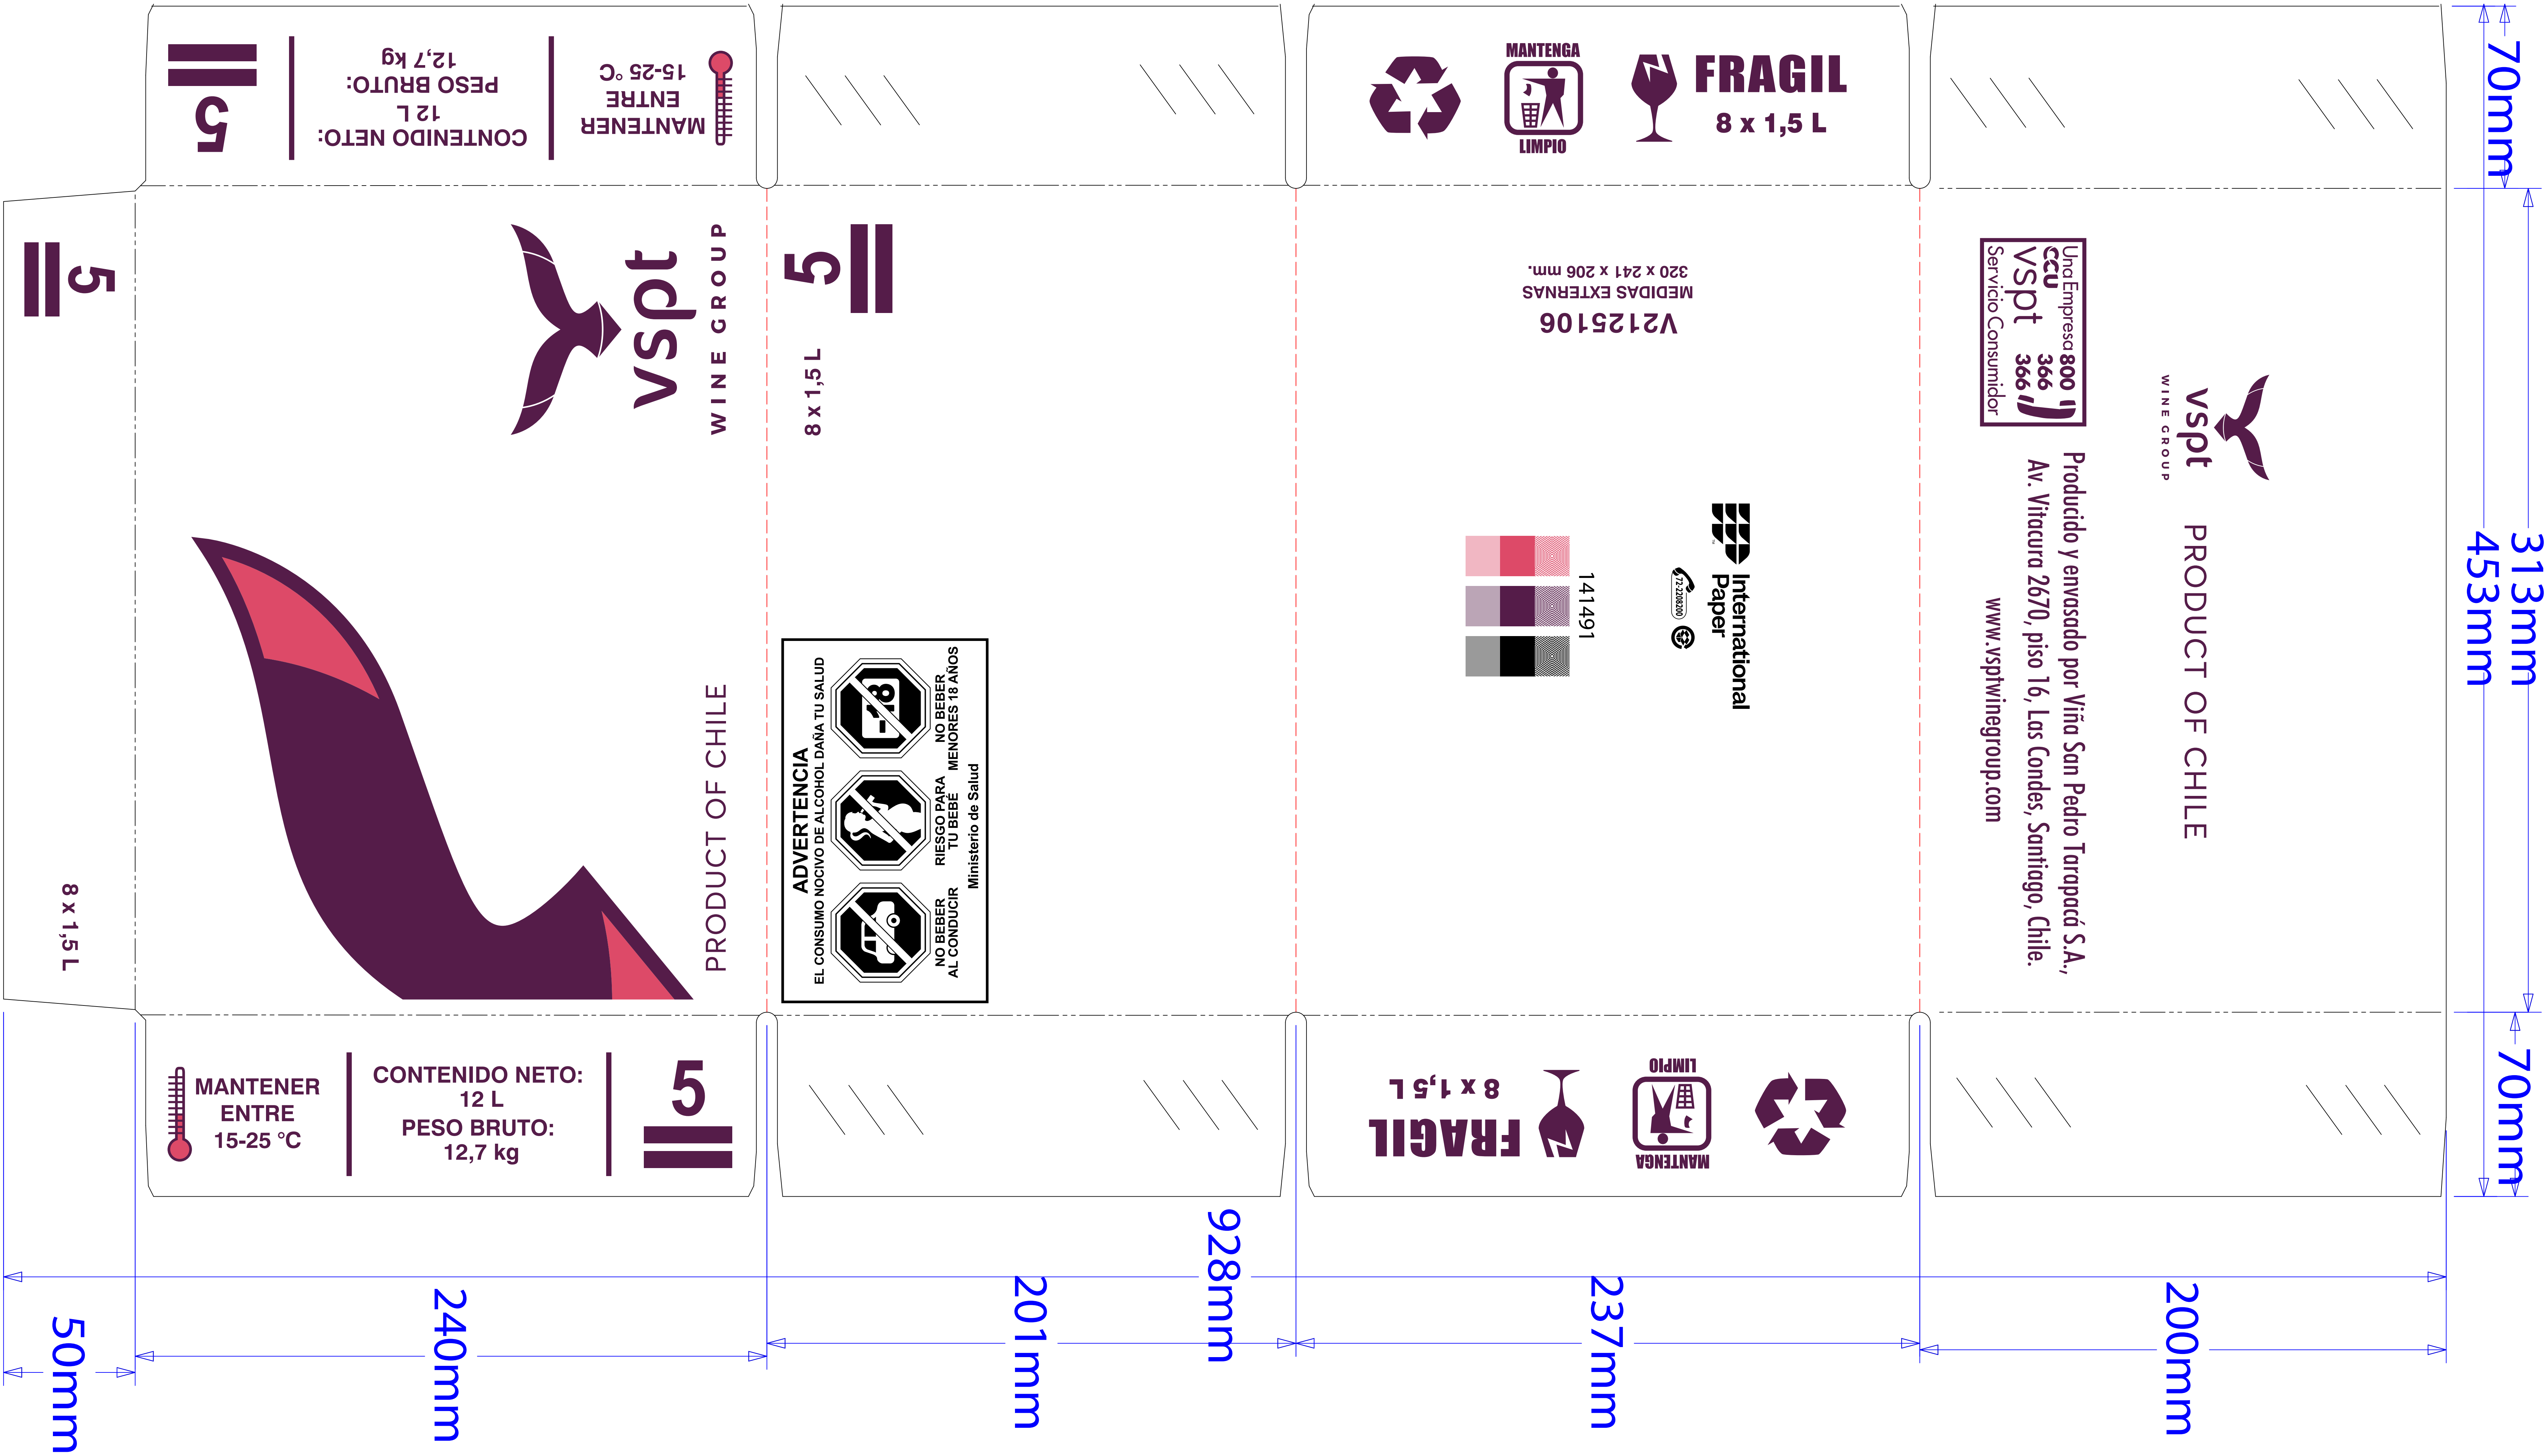 5
CONTENIDO NETO:
12 L
PESO BRUTO:
12,7 kg
MANTENER
ENTRE
15-25 °C
MANTENGA
LIMPIO
FRAGIL
8 x 1,5 L
70mm
5
8 x 1,5 L
vspt
WINE GROUP
PRODUCT OF CHILE
5
8 x 1,5 L
ADVERTENCIA
EL CONSUMO NOCIVO DE ALCOHOL DAÑA TU SALUD
-18
NO BEBER
AL CONDUCIR
RIESGO PARA
TU BEBÉ
NO BEBER
MENORES 18 AÑOS
Ministerio de Salud
V2125106
MEDIDAS EXTERNAS
320 x 241 x 206 mm.
141491
International
Paper
72-2208200
Una Empresa
CCU
vspt
800
366
366
Servicio Consumidor
vspt
WINE GROUP
PRODUCT OF CHILE
Producido y envasado por Viña San Pedro Tarapacá S.A.,
Av. Vitacura 2670, piso 16, Las Condes, Santiago, Chile.
www.vsptwinegroup.com
313mm
453mm
MANTENER
ENTRE
15-25 °C
CONTENIDO NETO:
12 L
PESO BRUTO:
12,7 kg
5
FRAGIL
8 x 1,5 L
MANTENGA
LIMPIO
70mm
928mm
50mm
240mm
201mm
237mm
200mm